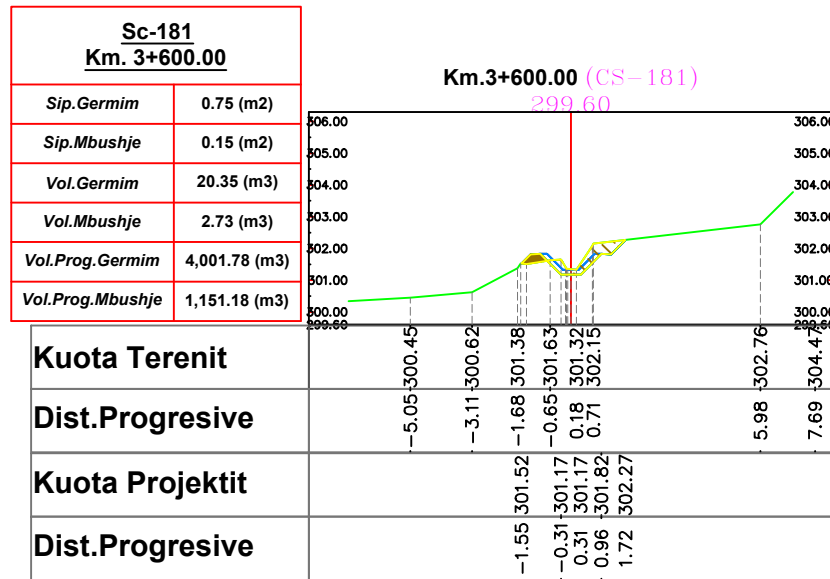 Sc-181
Km. 3+600.00
Sip.Germim 0.75 (m2)
Sip.Mbushje 0.15 (m2)
Vol.Germim 20.35 (m3)
Vol.Mbushje 2.73 (m3)
Vol.Prog.Germim 4,001.78 (m3)
Vol.Prog.Mbushje 1,151.18 (m3)
Km.3+600.00 (CS-181)
299.60
306.00 306.00
305.00 305.00
304.00 304.00
303.00 303.00
302.00 302.00
301.00 301.00
300.00 300.00
299.60 299.60
Kuota Terenit 300.45 300.62 301.38 301.63 301.32 302.15 302.76 304.47
Dist.Progresive -5.05 -3.11 -1.68 -0.65 0.18 0.71 5.98 7.69
Kuota Projektit 301.52 301.17 301.17 301.82 302.27
Dist.Progresive -1.55 -0.31 0.31 0.96 1.72